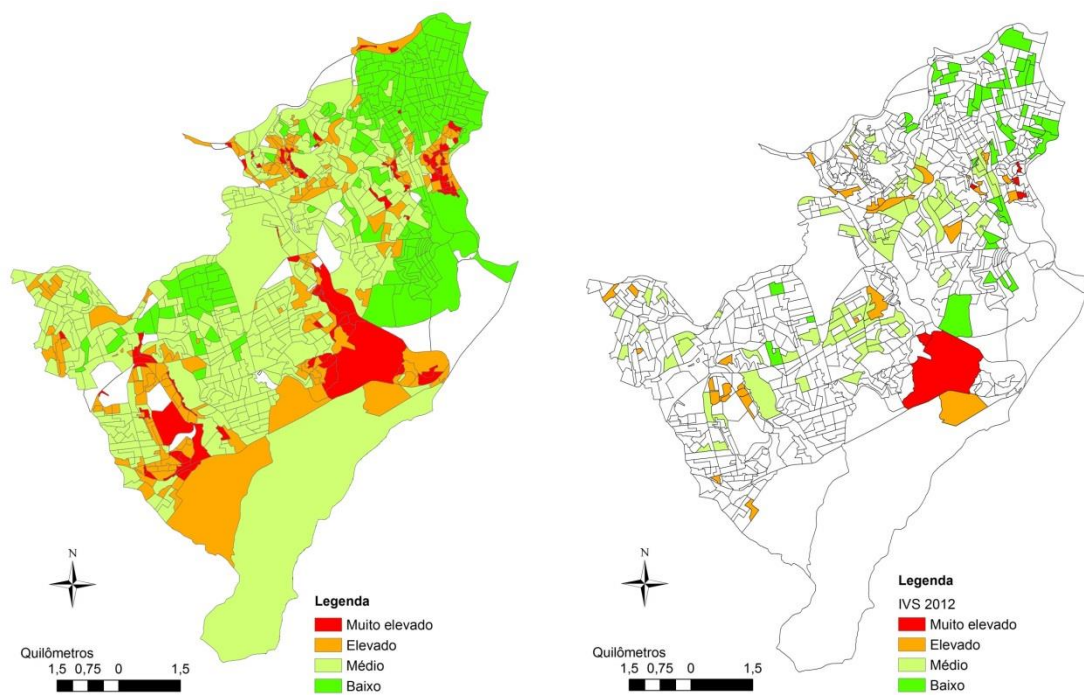 N
Quilômetros
1,5 0,75 0 1,5
Legenda
Muito elevado
Elevado
Médio
Baixo
N
Quilômetros
1,5 0,75 0 1,5
Legenda
IVS 2012
Muito elevado
Elevado
Médio
Baixo